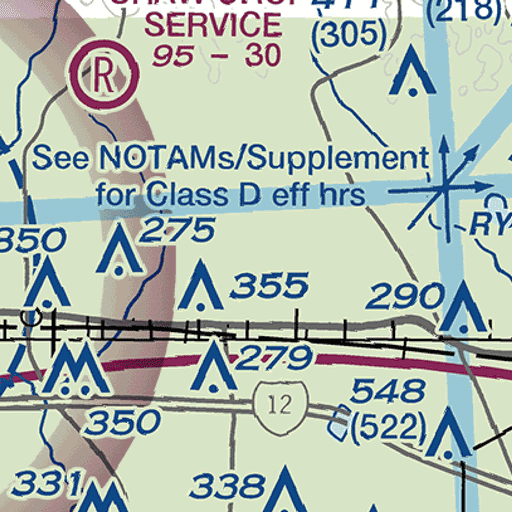 SERVICE
(305)
(218)
95 - 30
R
See NOTAMs/Supplement
for Class D eff hrs
RY
275
850
355
290
279
548
12
350
(522)
331
338